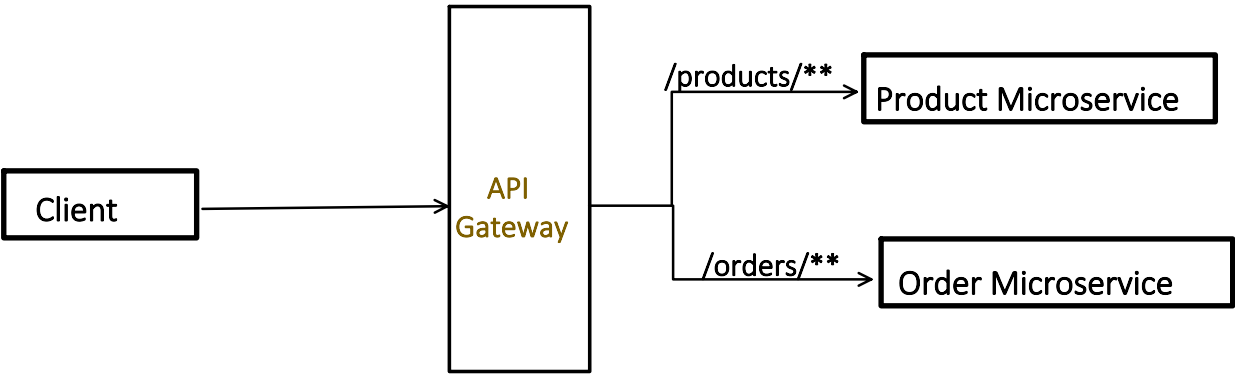 /products/**
Product Microservice
Client
API
Gateway
/orders/**
Order Microservice